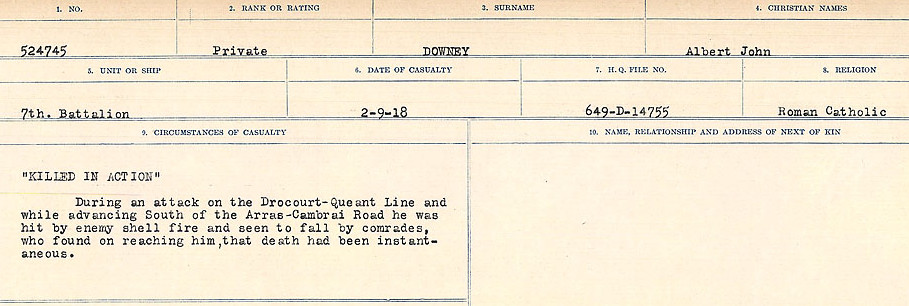 1. NO. 2. RANK OR RATING 3. SURNAME 4. CHRISTIAN NAMES
524745 Private DOWNEY Albert John
5. UNIT OR SHIP 6. DATE OF CASUALTY 7. H.Q. FILE NO. 8. RELIGION
7th. Battalion 2-9-18 649-D-14755 Roman Catholic
9. CIRCUMSTANCES OF CASUALTY 10. NAME, RELATIONSHIP AND ADDRESS OF NEXT OF KIN
"KILLED IN ACTION"
During an attack on the Drocourt-Queant Line and
while advancing South of the Arras-Cambrai Road he was
hit by enemy shell fire and seen to fall by comrades,
who found on reaching him,that death had been instant-
aneous.